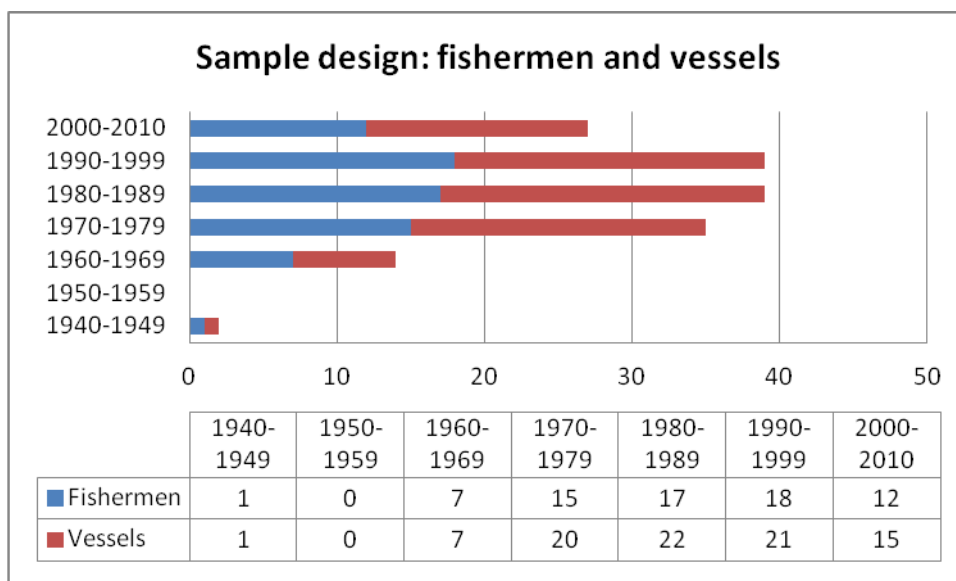 Sample design: fishermen and vessels
2000-2010
1990-1999
1980-1989
1970-1979
1960-1969
1950-1959
1940-1949
0 10 20 30 40 50
1940- 1950- 1960- 1970- 1980- 1990- 2000-
1949 1959 1969 1979 1989 1999 2010
Fishermen 1 0 7 15 17 18 12
Vessels 1 0 7 20 22 21 15